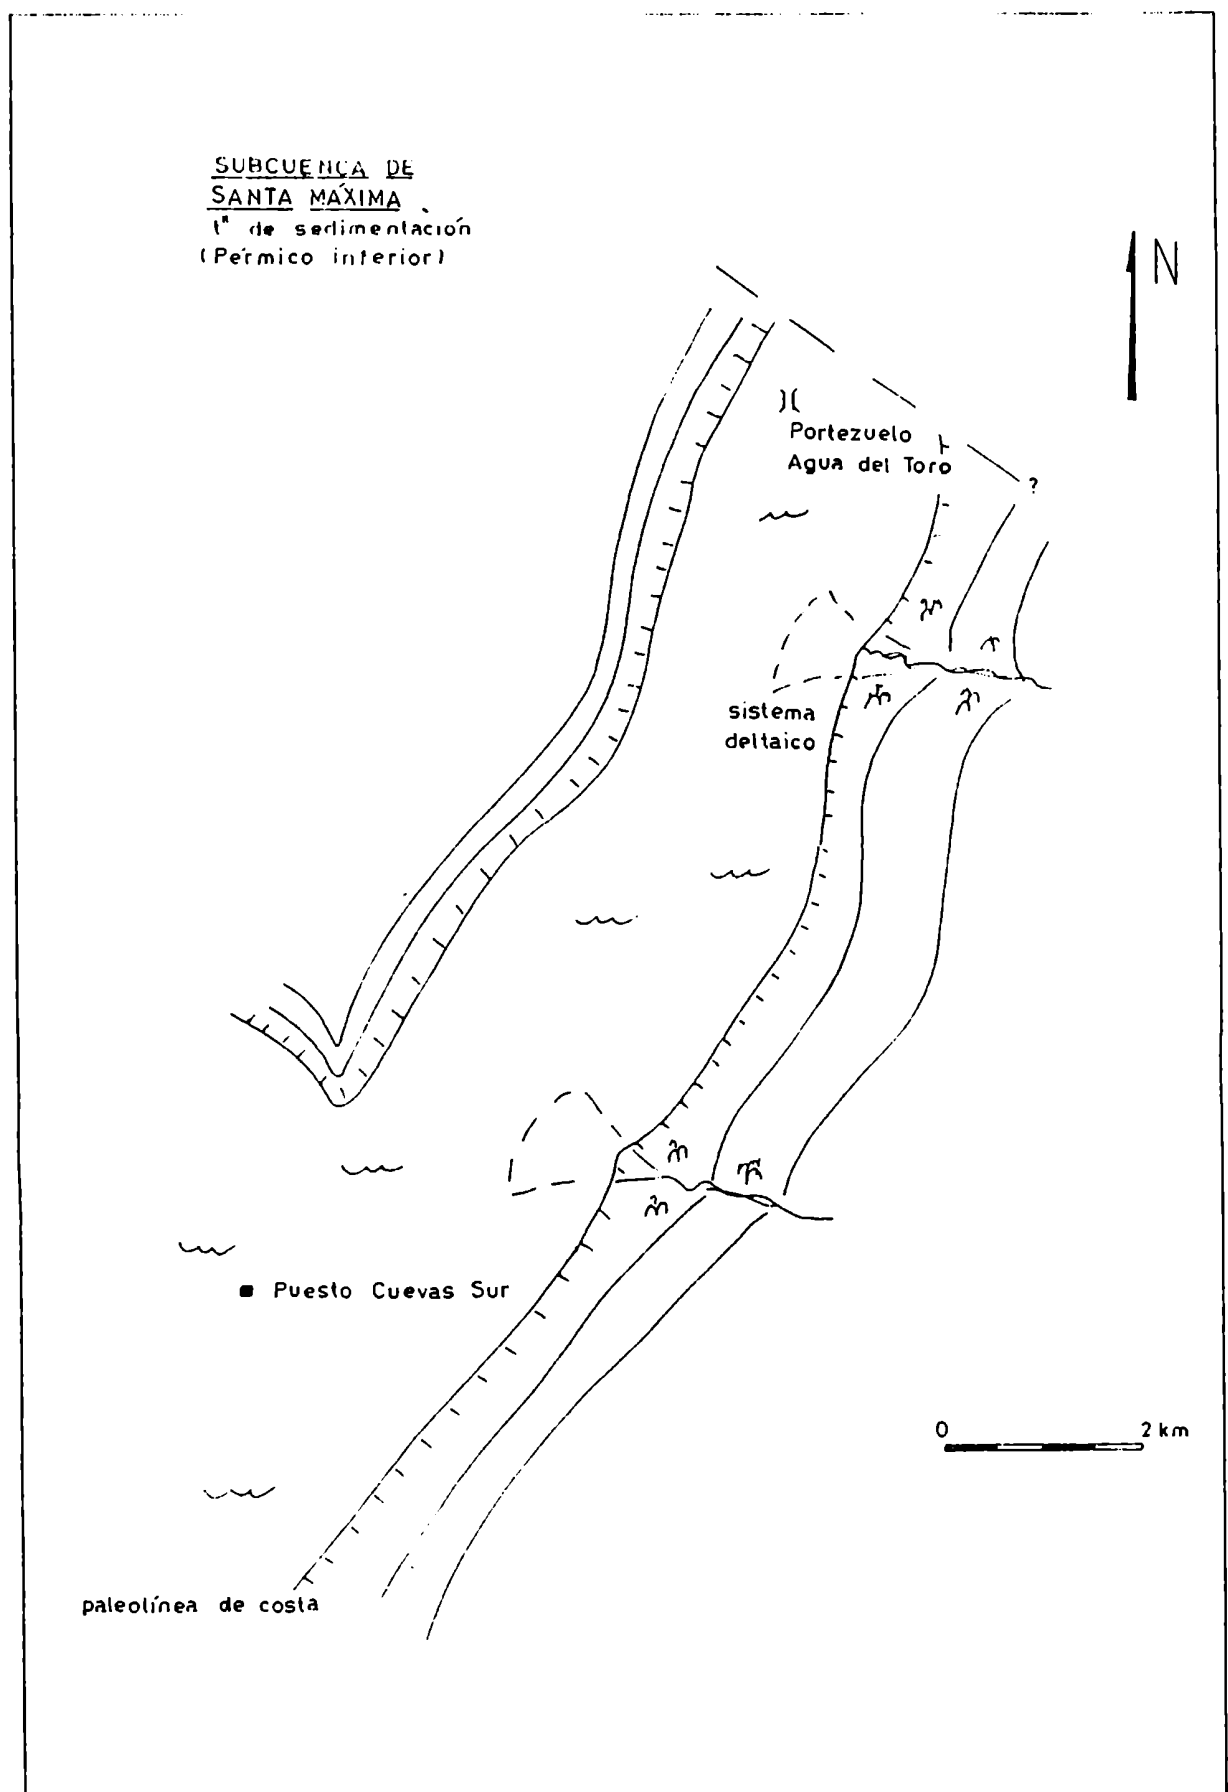 SUBCUENCA DE
SANTA MÁXIMA
de sedimentación
(Pérmico inferior)
N
)(
Portezuelo
Agua del Toro
?
sistema
deltaico
Puesto Cuevas Sur
0 2 km
paleolínea de costa